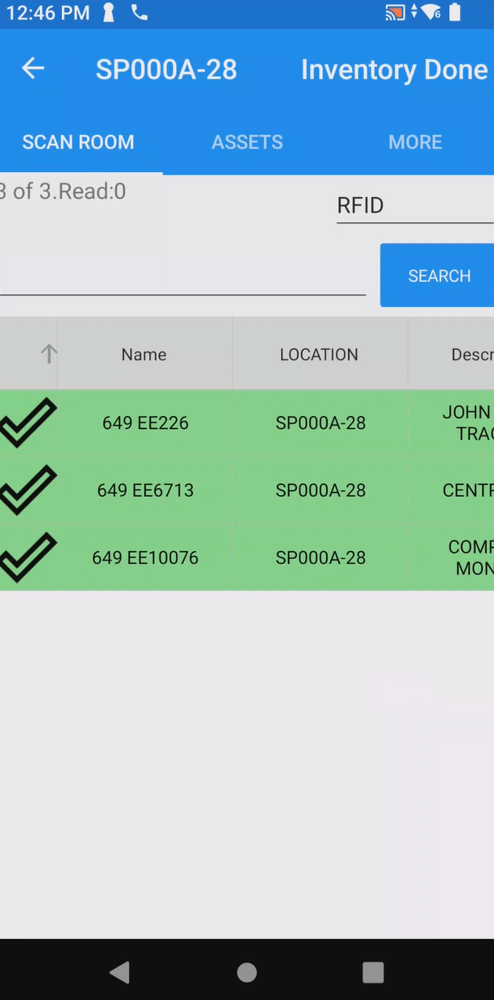 12:46 PM
6
SP000A-28 Inventory Done
SCAN ROOM ASSETS MORE
3 of 3.Read:0
RFID
SEARCH
Name LOCATION Descr
649 EE226 SP000A-28 JOHN
TRAC
649 EE6713 SP000A-28 CENTR
649 EE10076 SP000A-28 COMP
MON